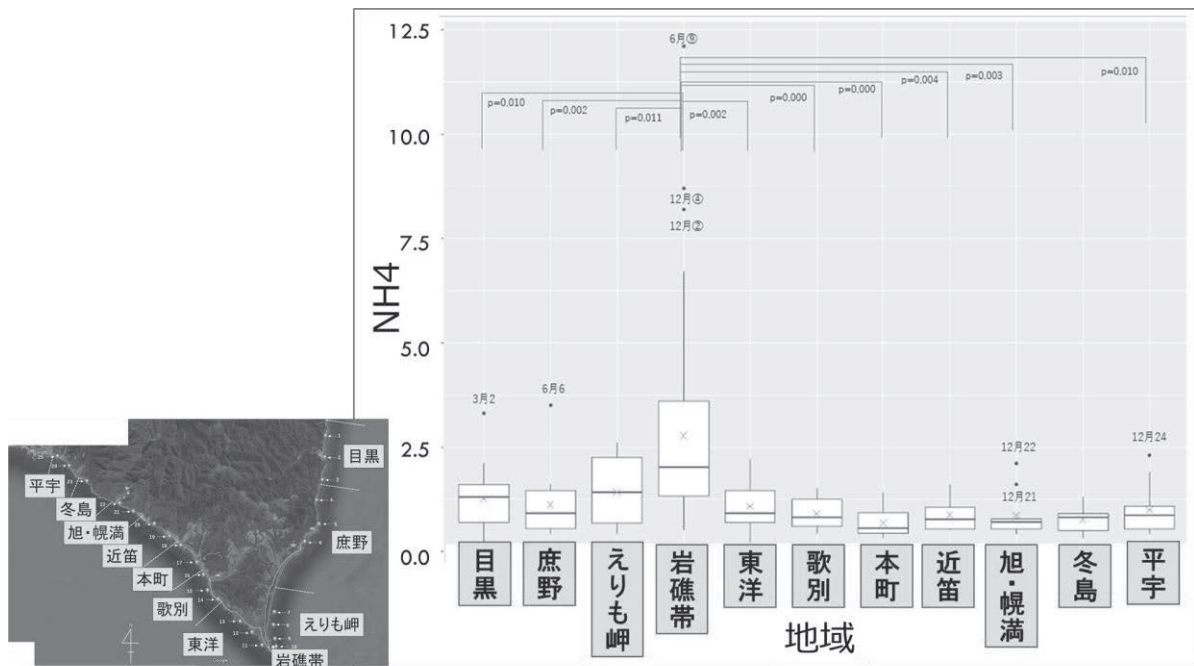 12.5
10.0
7.5
5.0
2.5
0.0
NH4
6月⑨
p=0.010
p=0.002
p=0.011
p=0.002
p=0.000
p=0.000
p=0.004
p=0.003
p=0.010
12月④
12月②
3月2
6月6
12月22
12月21
12月24
目黒
庶野
えりも岬
岩礁帯
東洋
歌別
本町
近笛
旭・幌満
冬島
平宇
地域
目黒
平宇
冬島
旭・幌満
近笛
庶野
本町
歌別
えりも岬
東洋
岩礁帯